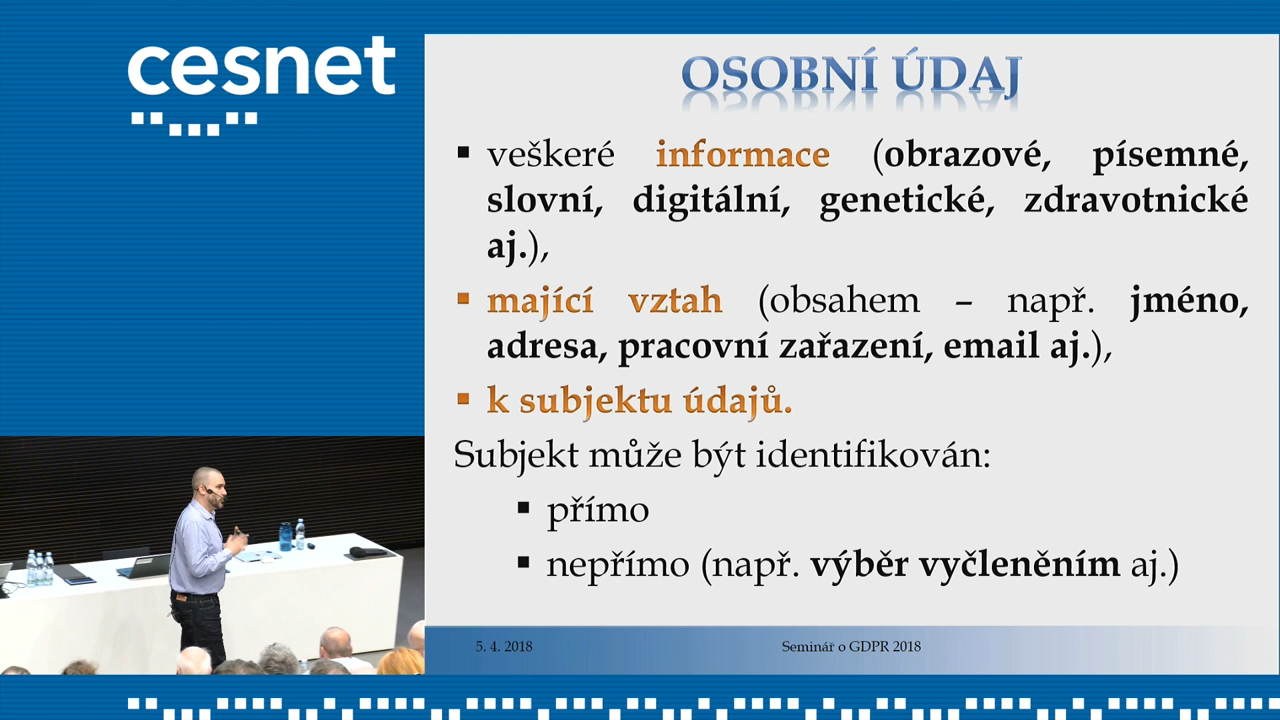 cesnet
OSOBNÍ ÚDAJ
▪ veškeré informace (obrazové, písemné,
slovní, digitální, genetické, zdravotnické
aj.),
▪ mající vztah (obsahem – např. jméno,
adresa, pracovní zařazení, email aj.),
▪ k subjektu údajů.
Subjekt může být identifikován:
▪ přímo
▪ nepřímo (např. výběr vyčleněním aj.)
5. 4. 2018
Seminář o GDPR 2018